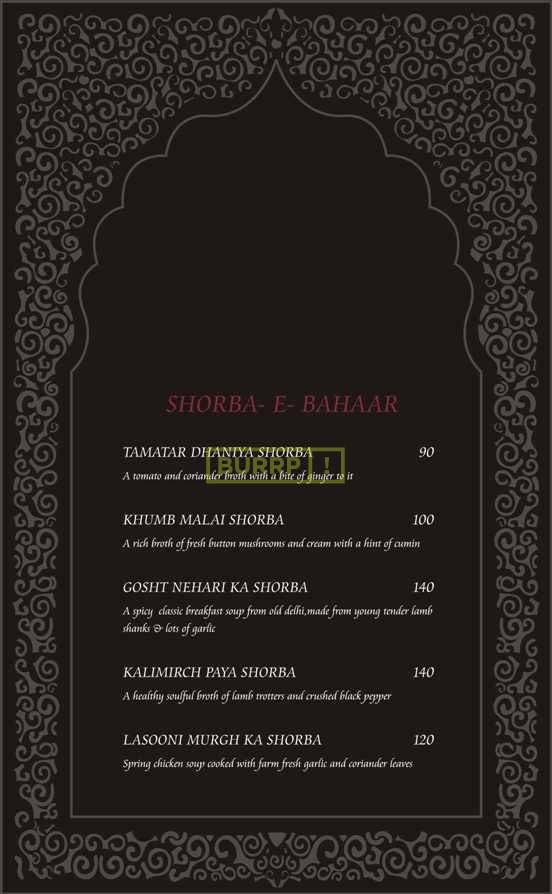 SHORBA- E- BAHAAR
TAMATAR DHANIYA SHORBA 90
BURRP!
A tomato and coriander broth with a bite of ginger to it
KHUMB MALAI SHORBA 100
A rich broth of fresh button mushrooms and cream with a hint of cumin
GOSHT NEHARI KA SHORBA 140
A spicy classic breakfast soup from old delhi,made from young tender lamb
shanks & lots of garlic
KALIMIRCH PAYA SHORBA 140
A healthy soulful broth of lamb trotters and crushed black pepper
LASOONI MURGH KA SHORBA 120
Spring chicken soup cooked with farm fresh garlic and coriander leaves